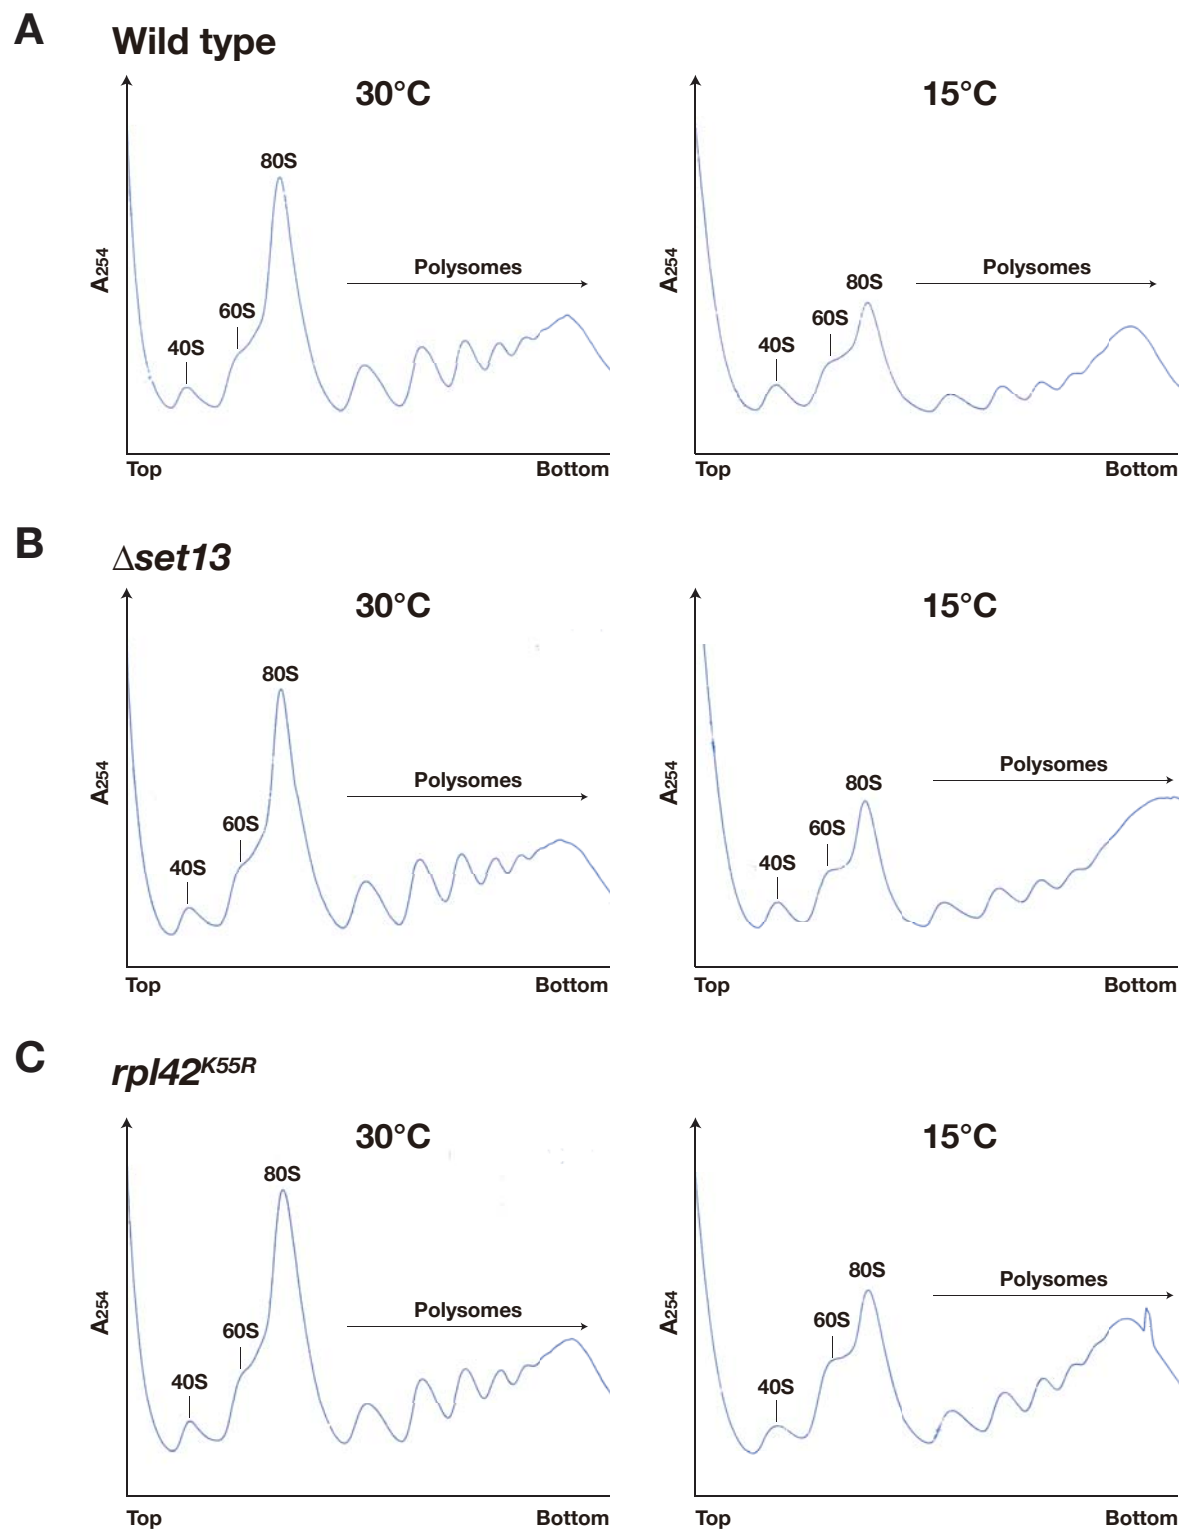 A
Wild type
30°C
15°C
80S
60S
40S
Polysomes
A254
Top
Bottom
80S
60S
40S
Polysomes
A254
Top
Bottom
B
Δset13
30°C
15°C
80S
60S
40S
Polysomes
A254
Top
Bottom
80S
60S
40S
Polysomes
A254
Top
Bottom
C
rpl42K55R
30°C
15°C
80S
60S
40S
Polysomes
A254
Top
Bottom
80S
60S
40S
Polysomes
A254
Top
Bottom